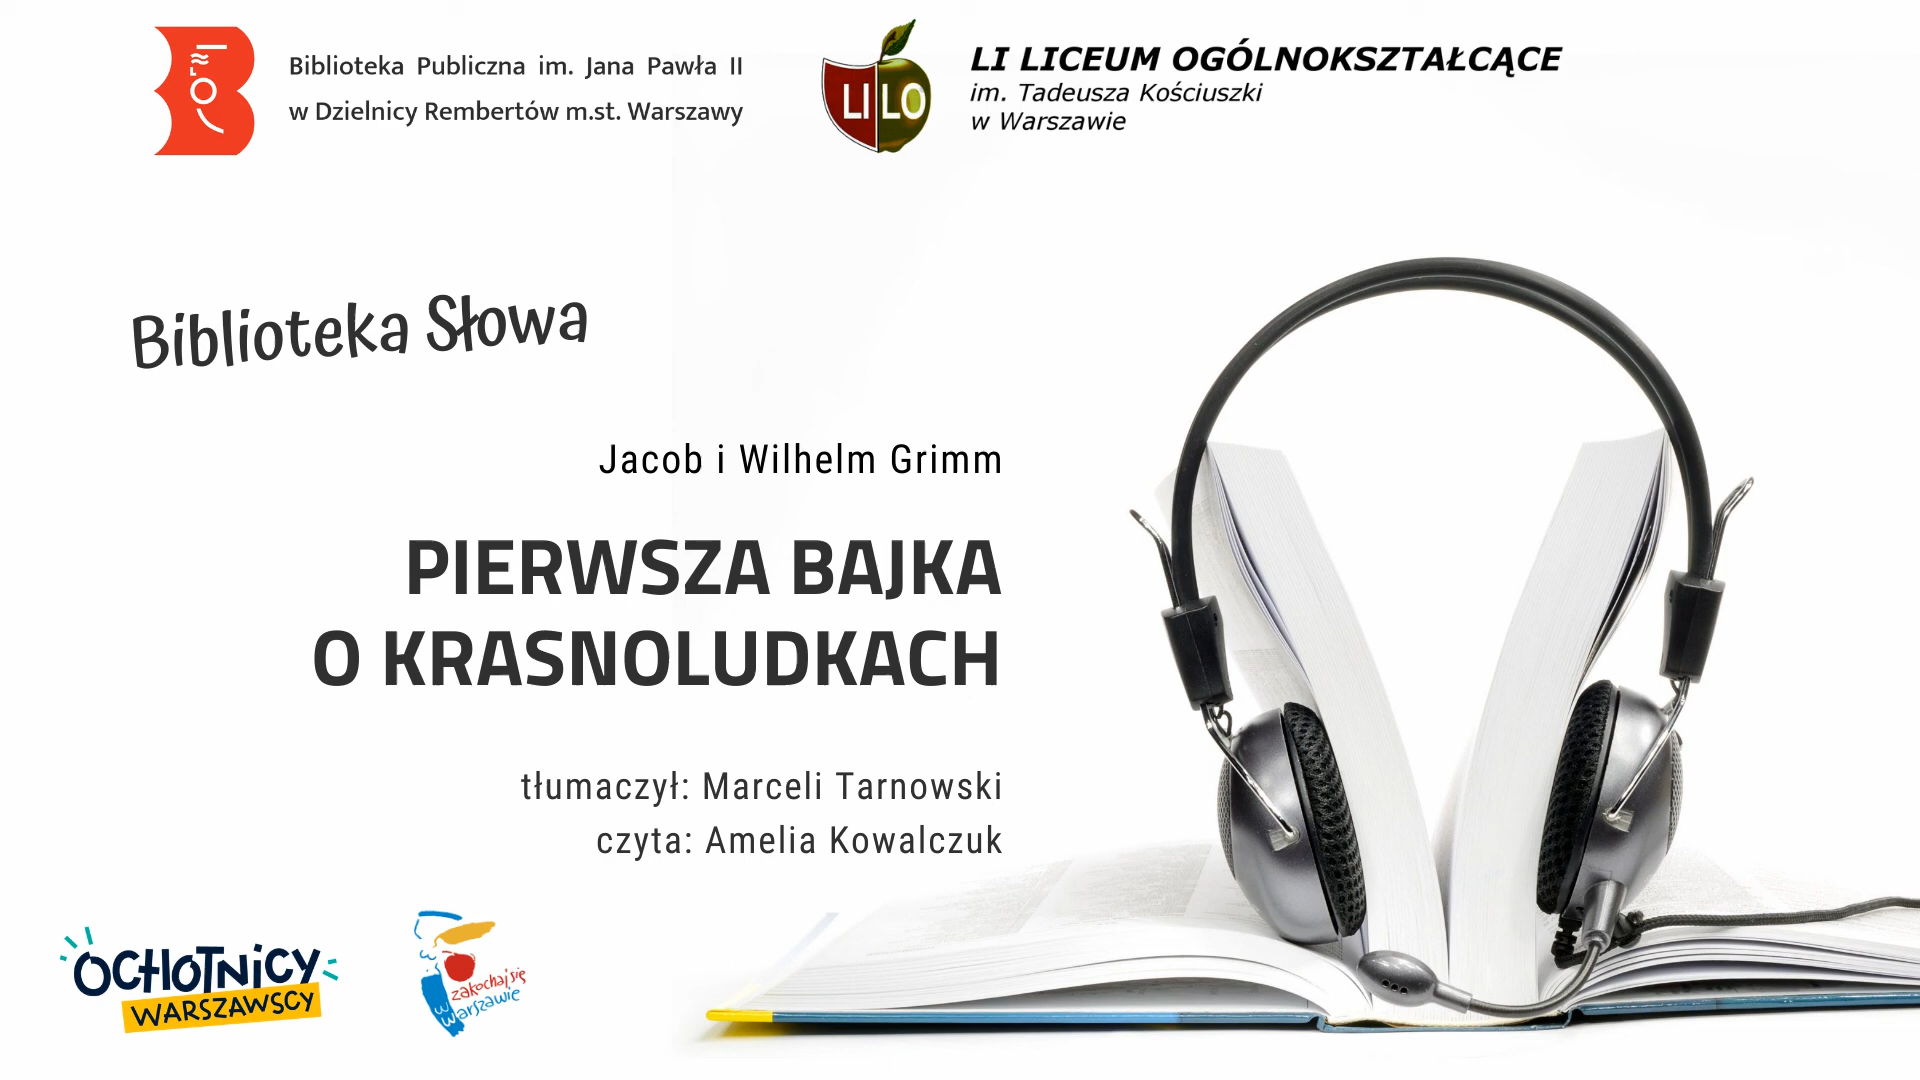 Biblioteka Publiczna im. Jana Pawła II
w Dzielnicy Rembertów m.st. Warszawy
LI LO
LI LICEUM OGÓLNOKSZTAŁCĄCE
im. Tadeusza Kościuszki
w Warszawie
Biblioteka Słowa
Jacob i Wilhelm Grimm
PIERWSZA BAJKA
O KRASNOLUDKACH
tłumaczył: Marceli Tarnowski
czyta: Amelia Kowalczuk
OCHOTNICY
WARSZAWSCY
zakochaj się
w Warszawie